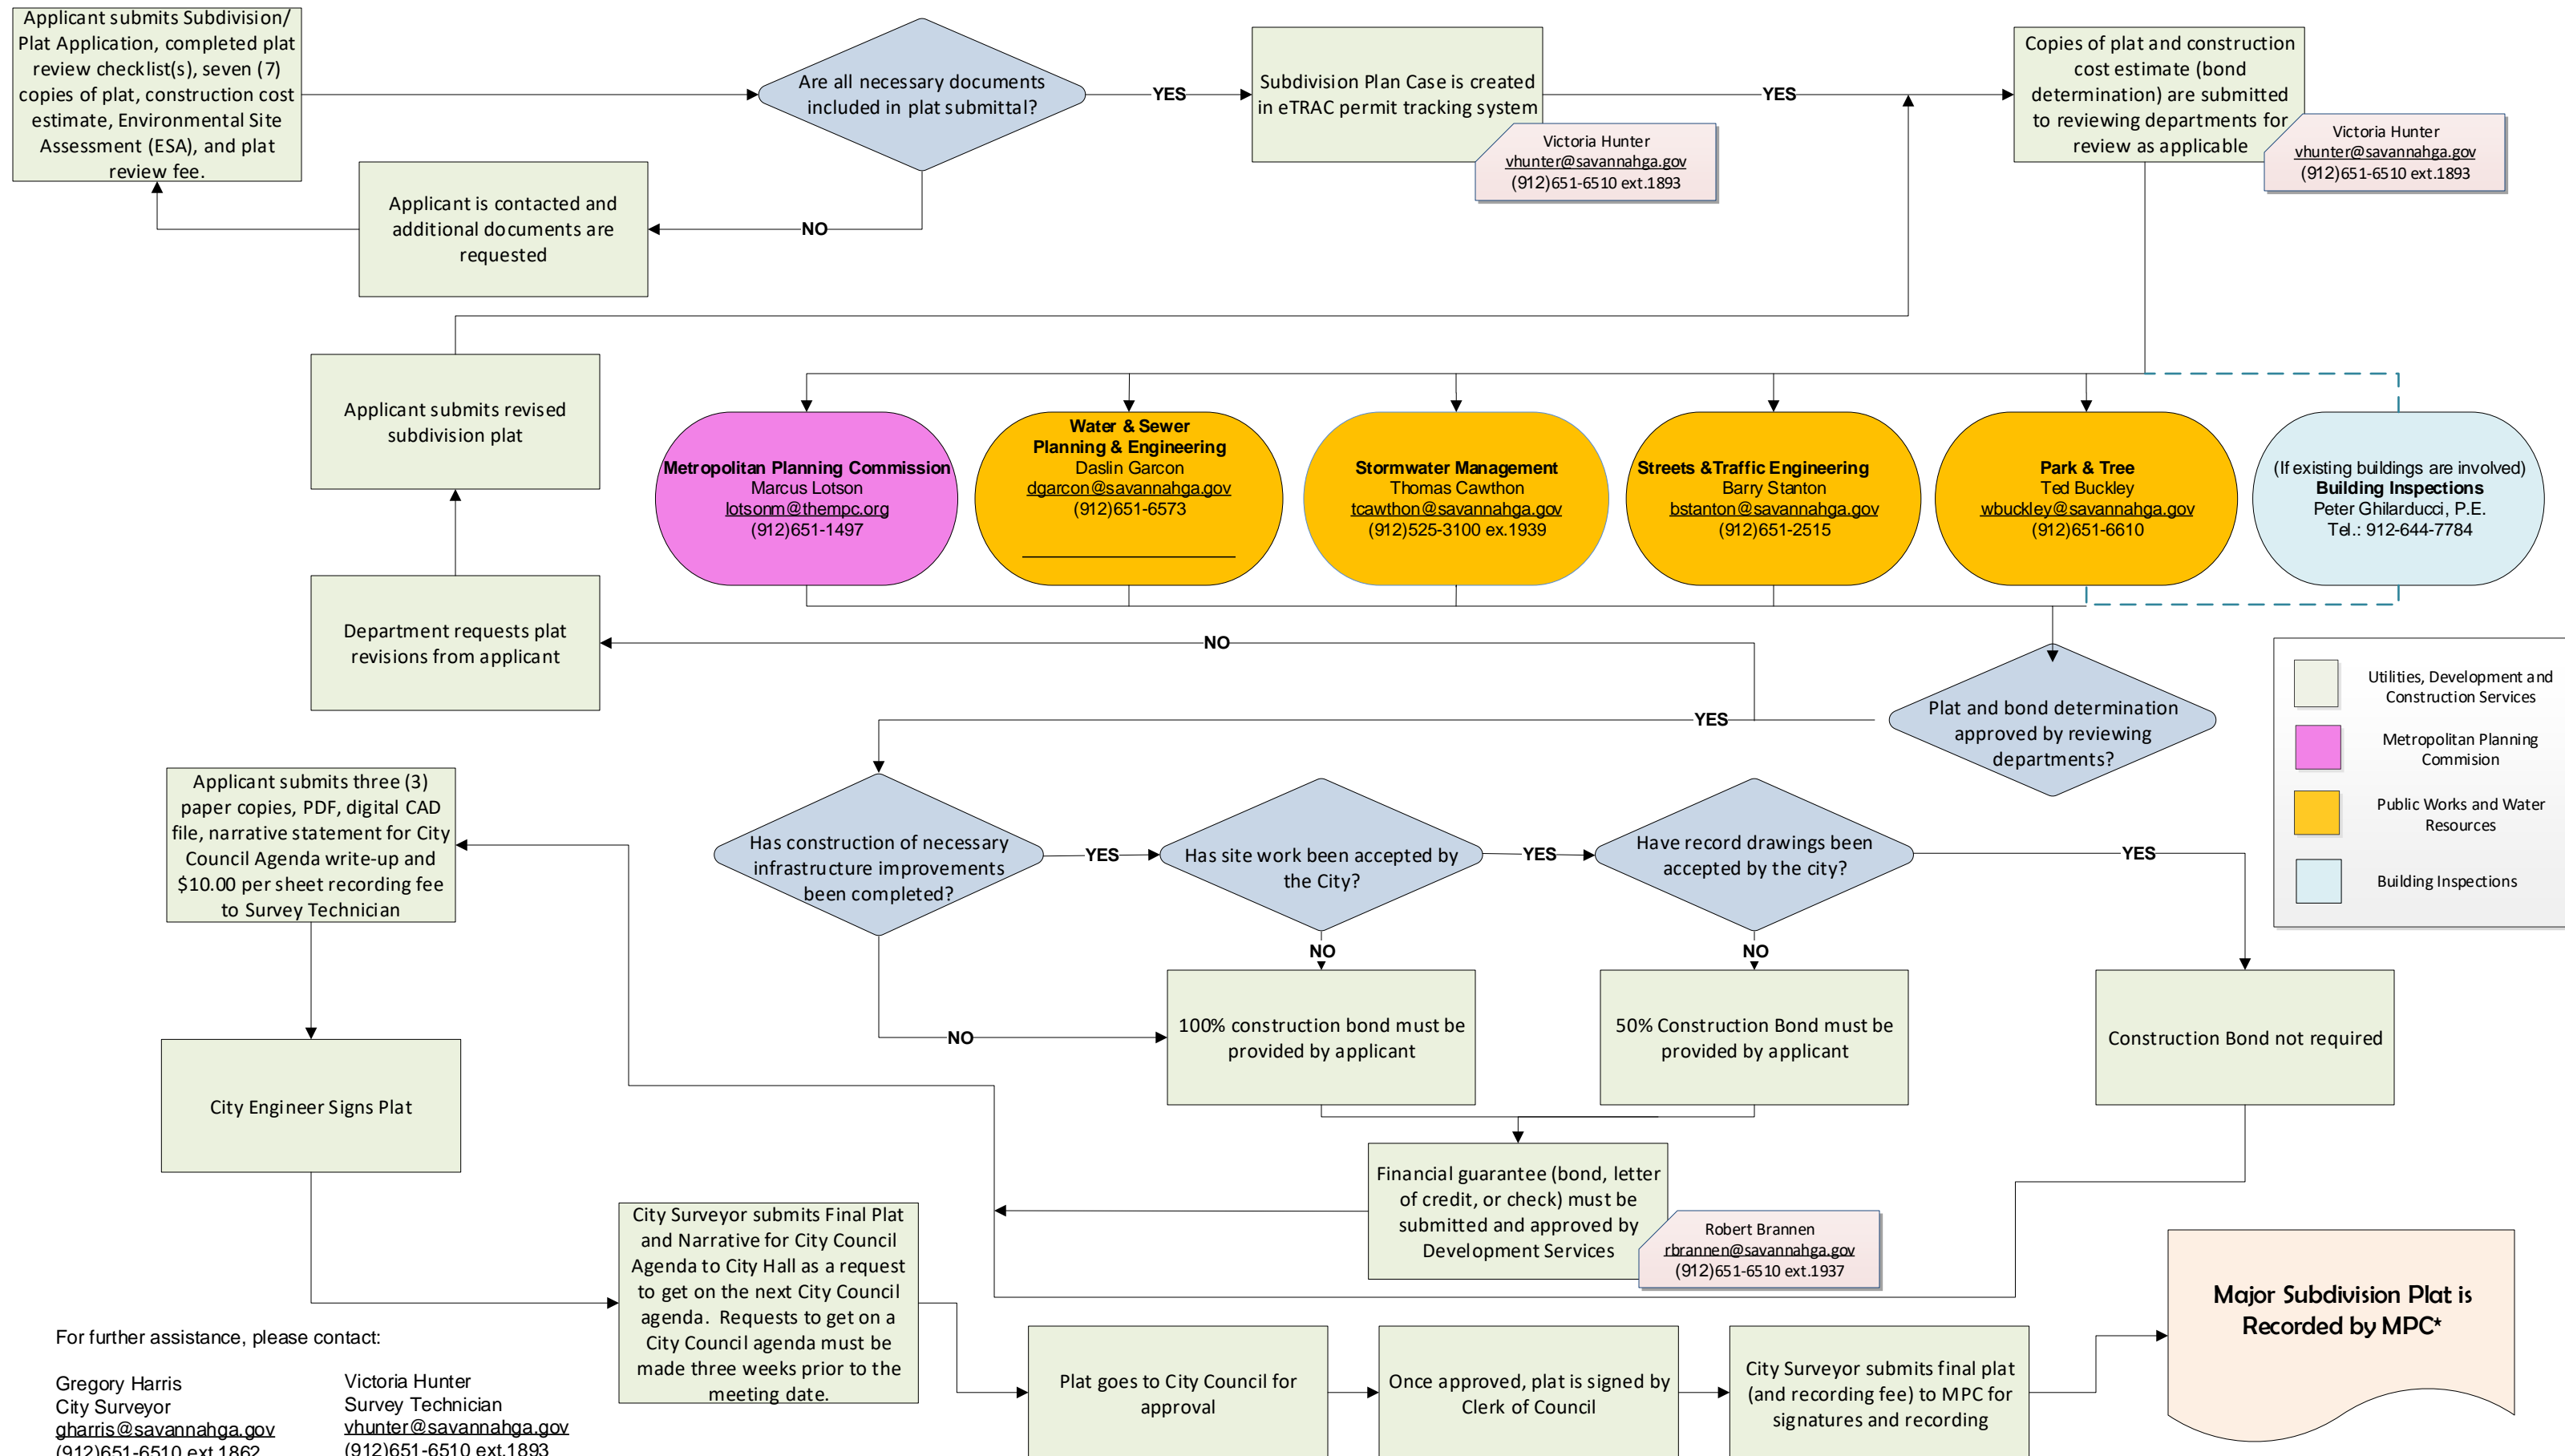 Applicant submits Subdivision/
Plat Application, completed plat
review checklist(s), seven (7)
copies of plat, construction cost
estimate, Environmental Site
Assessment (ESA), and plat
review fee.
Are all necessary documents
included in plat submittal?
YES
Subdivision Plan Case is created
in eTRAC permit tracking system
Victoria Hunter
vhunter@savannahga.gov
(912)651-6510 ext.1893
YES
Copies of plat and construction
cost estimate (bond
determination) are submitted
to reviewing departments for
review as applicable
Victoria Hunter
vhunter@savannahga.gov
(912)651-6510 ext.1893
NO
Applicant is contacted and
additional documents are
requested
Applicant submits revised
subdivision plat
Metropolitan Planning Commission
Marcus Lotson
lotsonm@thempc.org
(912)651-1497
Water & Sewer
Planning & Engineering
Daslin Garcon
dgarcon@savannahga.gov
(912)651-6573
Stormwater Management
Thomas Cawthon
tcawthon@savannahga.gov
(912)525-3100 ex.1939
Streets &Traffic Engineering
Barry Stanton
bstanton@savannahga.gov
(912)651-2515
Park & Tree
Ted Buckley
wbuckley@savannahga.gov
(912)651-6610
(If existing buildings are involved)
Building Inspections
Peter Ghilarducci, P.E.
Tel.: 912-644-7784
Department requests plat
revisions from applicant
NO
YES
Plat and bond determination
approved by reviewing
departments?
Utilities, Development and
Construction Services
Metropolitan Planning
Commision
Public Works and Water
Resources
Building Inspections
Applicant submits three (3)
paper copies, PDF, digital CAD
file, narrative statement for City
Council Agenda write-up and
$10.00 per sheet recording fee
to Survey Technician
Has construction of necessary
infrastructure improvements
been completed?
YES
Has site work been accepted by
the City?
YES
Have record drawings been
accepted by the city?
YES
NO
NO
NO
100% construction bond must be
provided by applicant
50% Construction Bond must be
provided by applicant
Construction Bond not required
City Engineer Signs Plat
Financial guarantee (bond, letter
of credit, or check) must be
submitted and approved by
Development Services
Robert Brannen
rbrannen@savannahga.gov
(912)651-6510 ext.1937
City Surveyor submits Final Plat
and Narrative for City Council
Agenda to City Hall as a request
to get on the next City Council
agenda. Requests to get on a
City Council agenda must be
made three weeks prior to the
meeting date.
Plat goes to City Council for
approval
Once approved, plat is signed by
Clerk of Council
City Surveyor submits final plat
(and recording fee) to MPC for
signatures and recording
Major Subdivision Plat is
Recorded by MPC*
For further assistance, please contact:
Gregory Harris
City Surveyor
gharris@savannahga.gov
(912)651-6510 ext.1862
Victoria Hunter
Survey Technician
vhunter@savannahga.gov
(912)651-6510 ext.1893